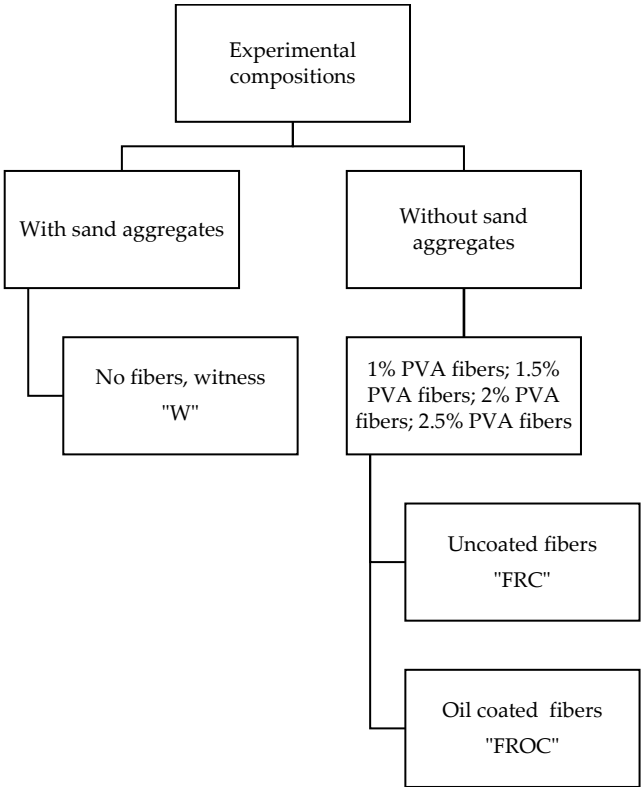 Experimental
compositions
With sand aggregates
Without sand
aggregates
No fibers, witness
"W"
1% PVA fibers; 1.5%
PVA fibers; 2% PVA
fibers; 2.5% PVA fibers
Uncoated fibers
"FRC"
Oil coated fibers
"FROC"